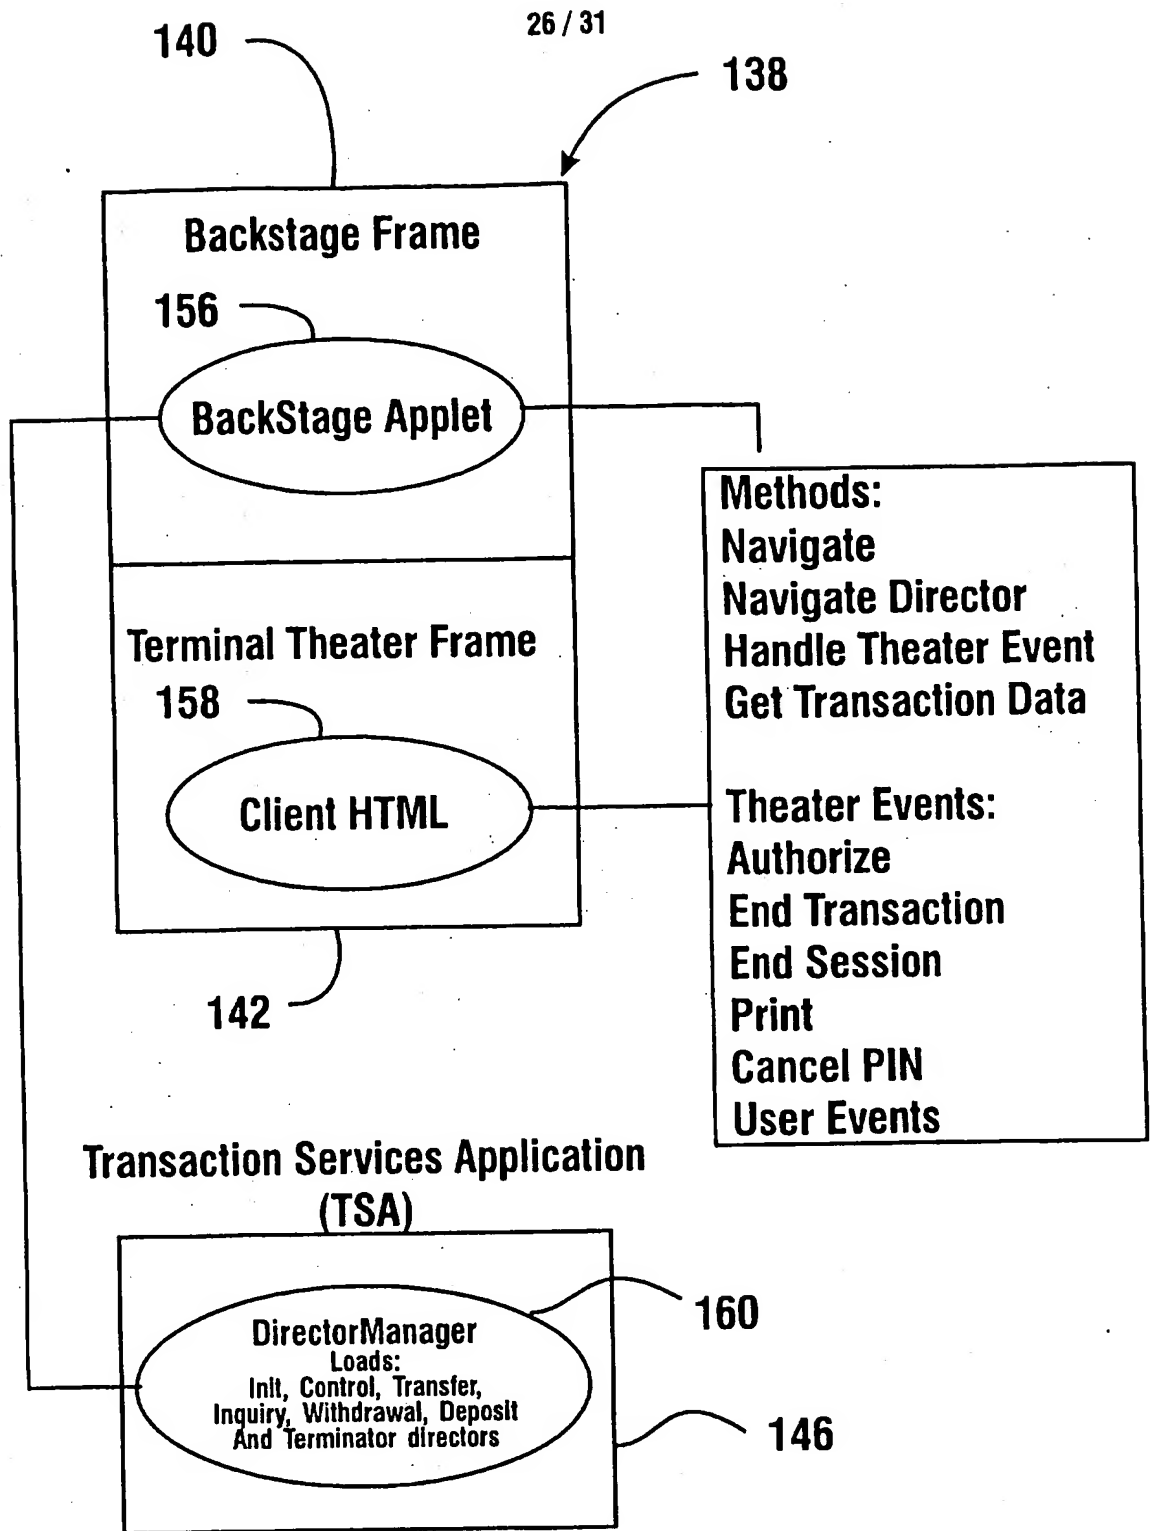 26 / 31
140
138
Backstage Frame
156
BackStage Applet
Methods:
Navigate
Navigate Director
Handle Theater Event
Get Transaction Data
Theater Events:
Authorize
End Transaction
End Session
Print
Cancel PIN
User Events
Terminal Theater Frame
158
Client HTML
142
Transaction Services Application
(TSA)
DirectorManager
Loads:
Init, Control, Transfer,
Inquiry, Withdrawal, Deposit
And Terminator directors
160
146